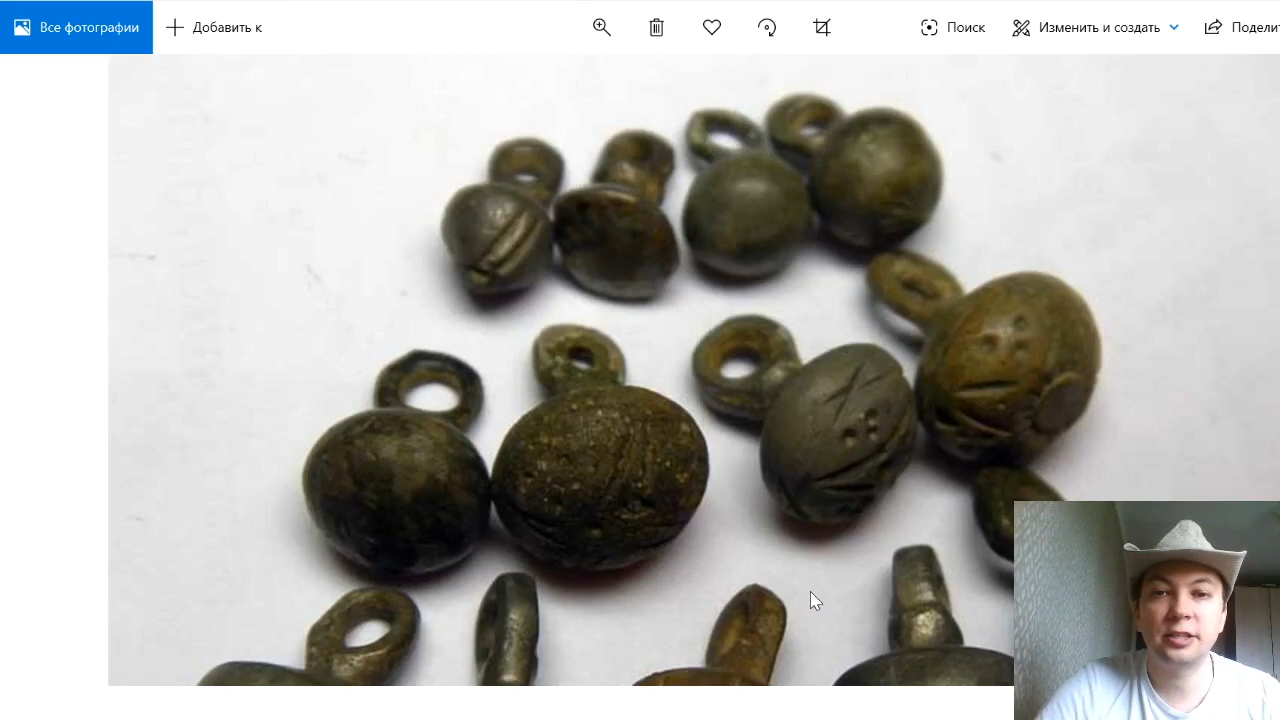 Все фотографии
Добавить к
Поиск
Изменить и создать
Подели